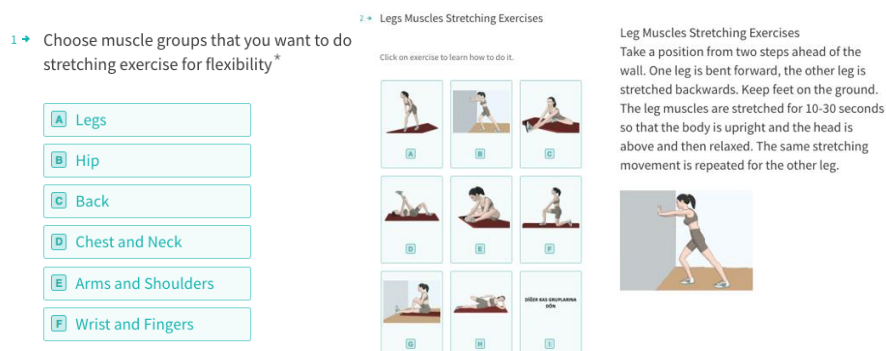 1 → Choose muscle groups that you want to do
stretching exercise for flexibility*
A Legs
B Hip
C Back
D Chest and Neck
E Arms and Shoulders
F Wrist and Fingers
2 → Legs Muscles Stretching Exercises
Click on exercise to learn how to do it.
A B C
D E F
DİĞER KAS GRUPLARINA
DÖN
G H I
Leg Muscles Stretching Exercises
Take a position from two steps ahead of the
wall. One leg is bent forward, the other leg is
stretched backwards. Keep feet on the ground.
The leg muscles are stretched for 10-30 seconds
so that the body is upright and the head is
above and then relaxed. The same stretching
movement is repeated for the other leg.